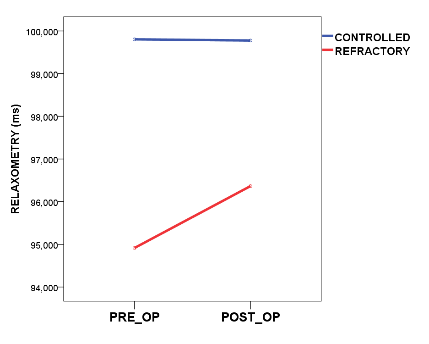 100,000
99,000
98,000
97,000
96,000
95,000
94,000
RELAXOMETRY (ms)
PRE_OP
POST_OP
CONTROLLED
REFRACTORY